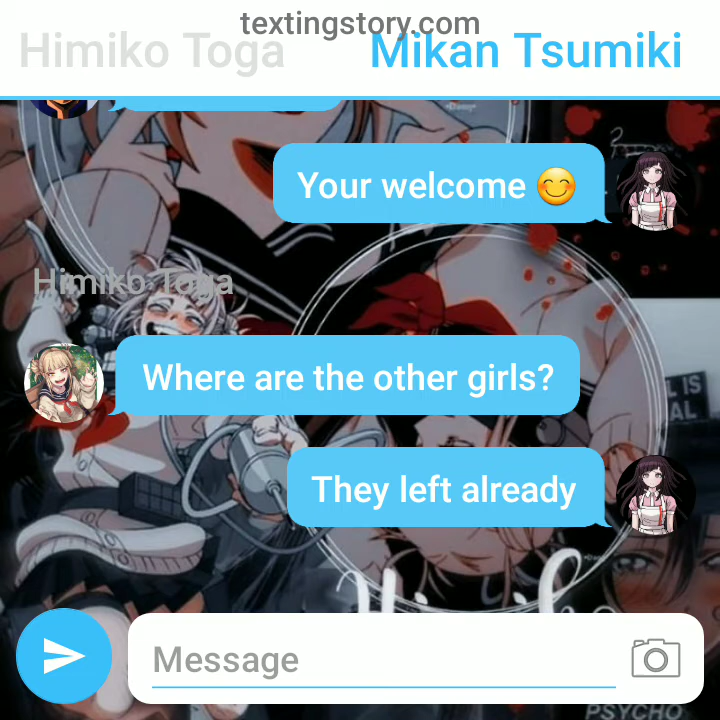 textingstory.com
Himiko Toga
Mikan Tsumiki
Your welcome 😊
Himiko Toga
Where are the other girls?
They left already
Message
PSYCHO